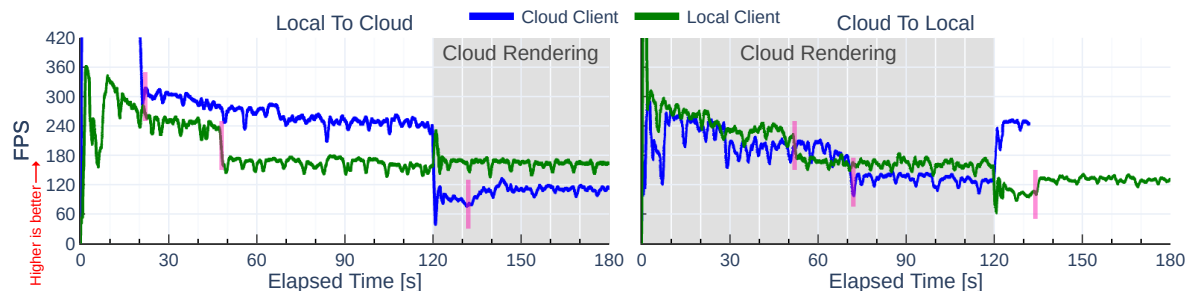 Local To Cloud
Cloud Client
Local Client
Cloud To Local
FPS
Higher is better
420
360
300
240
180
120
60
0
Cloud Rendering
Cloud Rendering
0 30 60 90 120 150 180
0 30 60 90 120 150 180
Elapsed Time [s]
Elapsed Time [s]